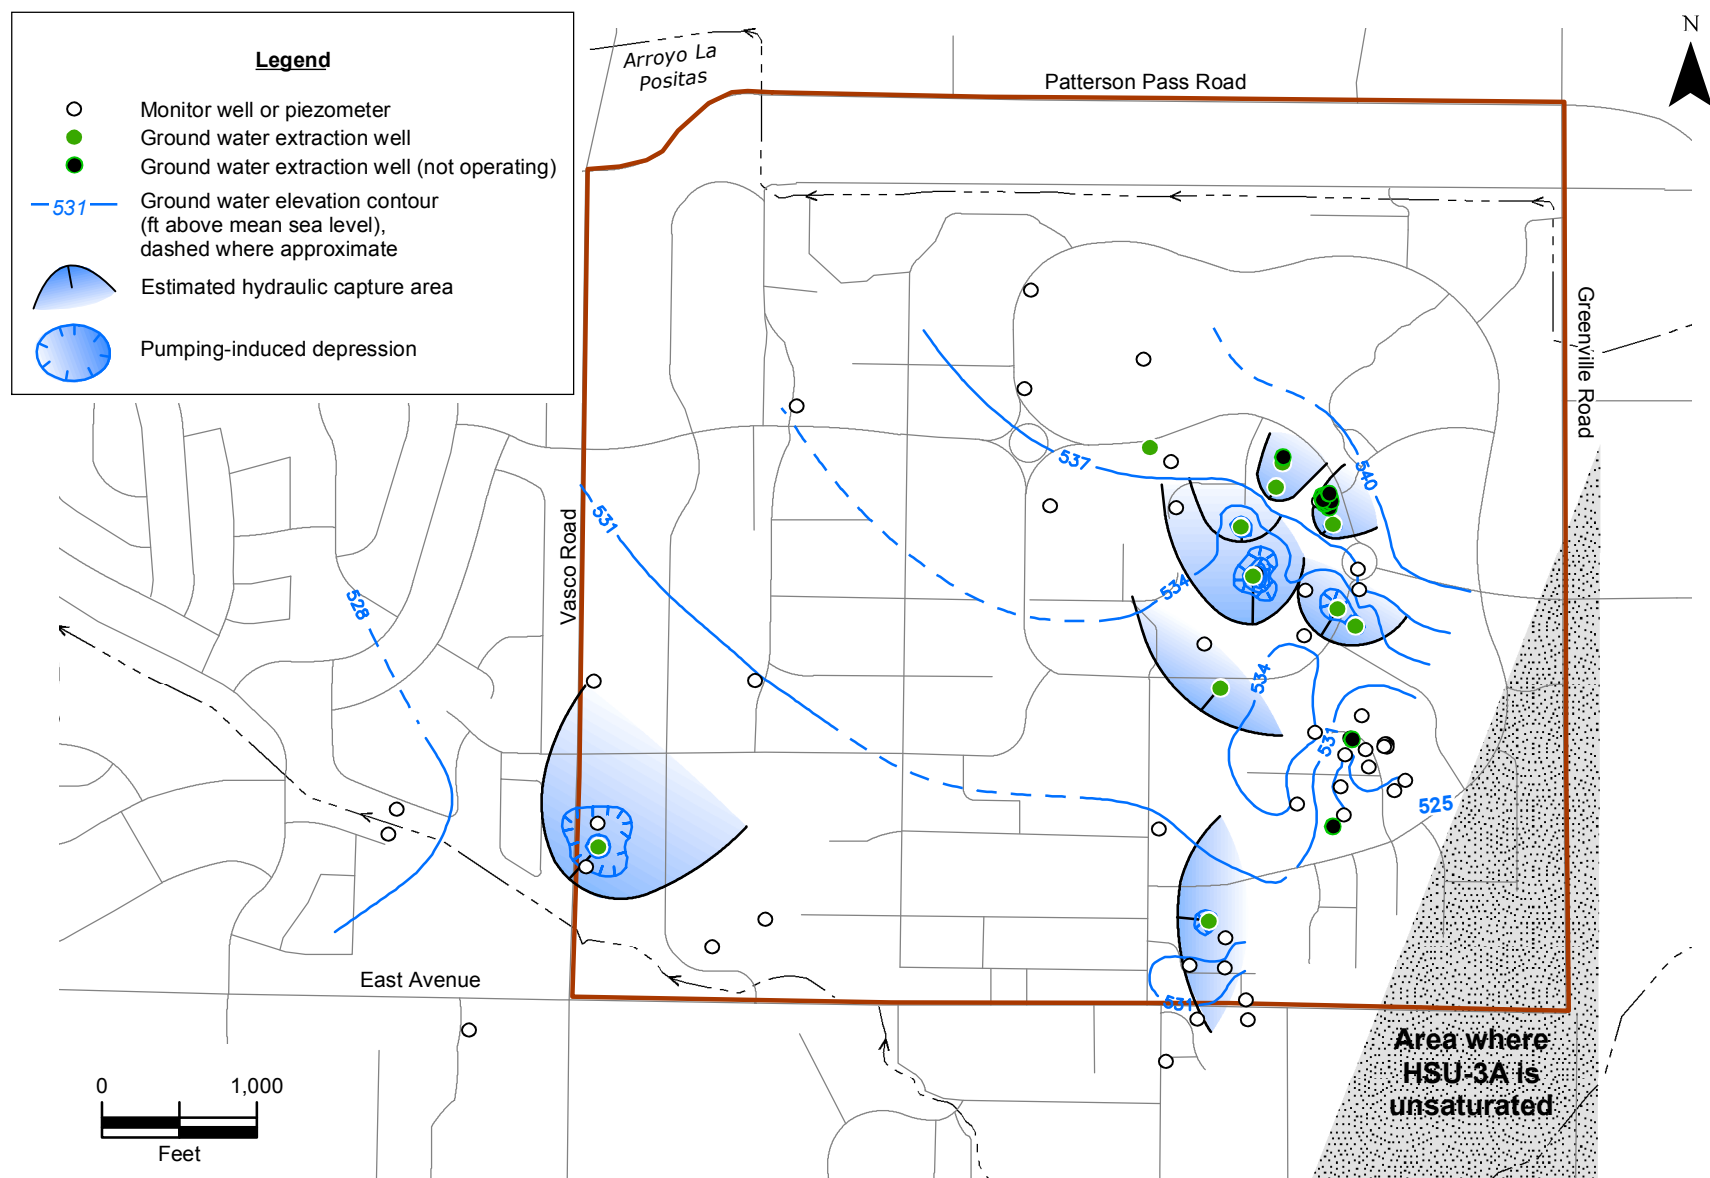 Legend
Monitor well or piezometer
Ground water extraction well
Ground water extraction well (not operating)
531
Ground water elevation contour
(ft above mean sea level),
dashed where approximate
Estimated hydraulic capture area
Pumping-induced depression
Arroyo La
Positas
Patterson Pass Road
N
Greenville Road
Vasco Road
537
540
531
534
528
534
531
525
531
East Avenue
Area where
HSU-3A is
unsaturated
0 1,000
Feet